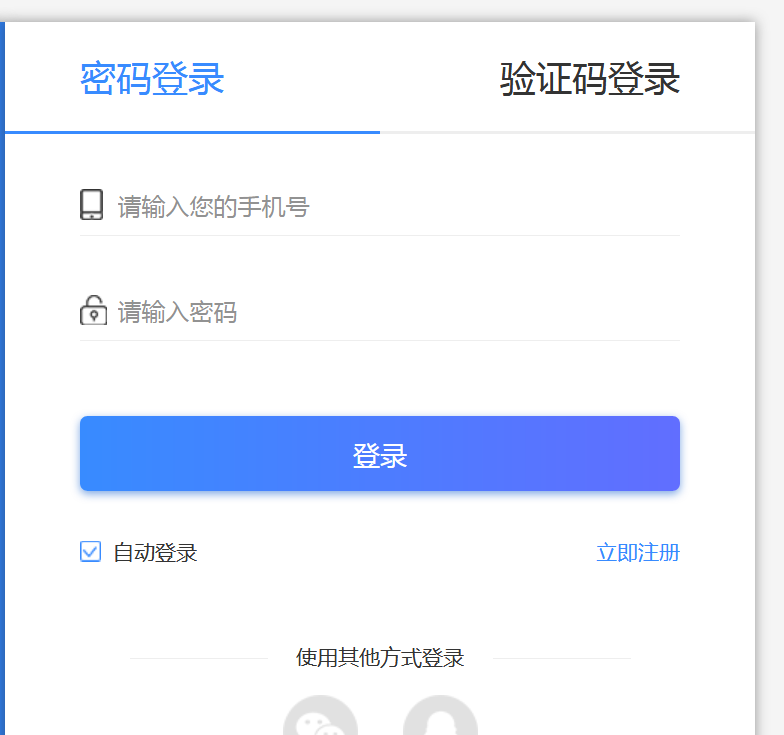 密码登录
验证码登录
请输入您的手机号
请输入密码
登录
自动登录
立即注册
使用其他方式登录